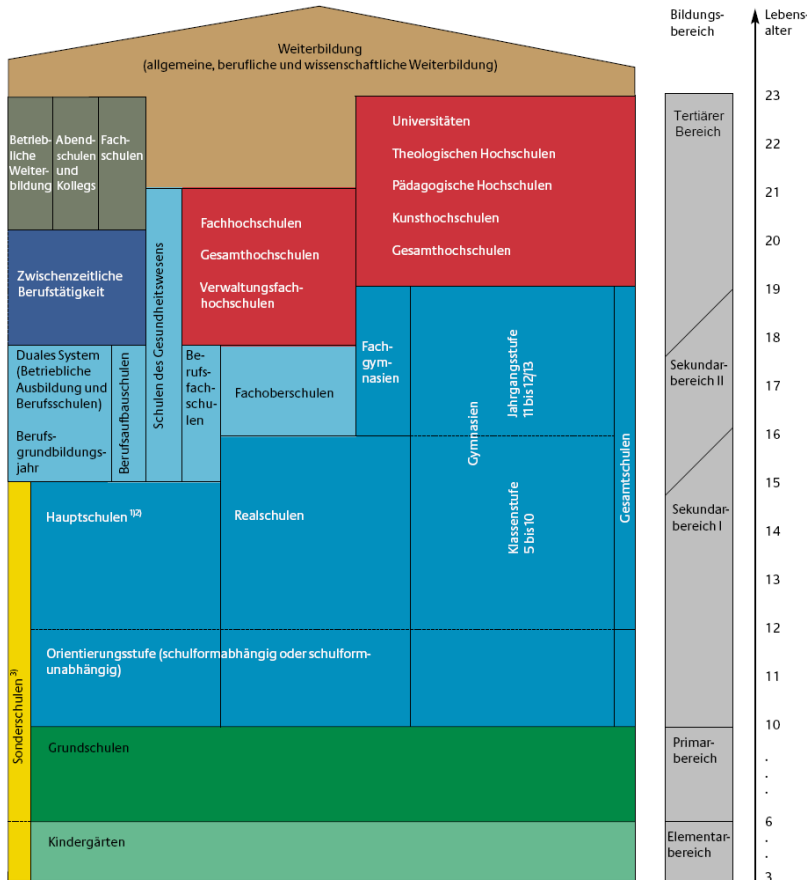 Weiterbildung
(allgemeine, berufliche und wissenschaftliche Weiterbildung)
Bildungs-
bereich
Lebens-
alter
Betrieb-
liche
Weiter-
bildung
Abend-
schulen
und
Kollegs
Fach-
schulen
Universitäten
Theologischen Hochschulen
Pädagogische Hochschulen
Kunsthochschulen
Gesamthochschulen
Fachhochschulen
Gesamthochschulen
Verwaltungsfach-
hochschulen
Zwischenzeitliche
Berufstätigkeit
Schulen des Gesundheitswesens
Duales System
(Betriebliche
Ausbildung und
Berufsschulen)
Berufs-
grundbildungs-
jahr
Berufsaufbauschulen
Be-
rufs-
fach-
schu-
len
Fachoberschulen
Fach-
gym-
nasien
Gymnasien
Jahrgangsstufe
11 bis 12/13
Klassenstufe
5 bis 10
Gesamtschulen
Hauptschulen 1)2)
Realschulen
Orientierungsstufe (schulformabhängig oder schulform-
unabhängig)
Sonderschulen 3)
Grundschulen
Kindergärten
Tertiärer
Bereich
Sekundar-
bereich II
Sekundar-
bereich I
Primar-
bereich
Elementar-
bereich
23
22
21
20
19
18
17
16
15
14
13
12
11
10
.
.
.
6
.
.
3